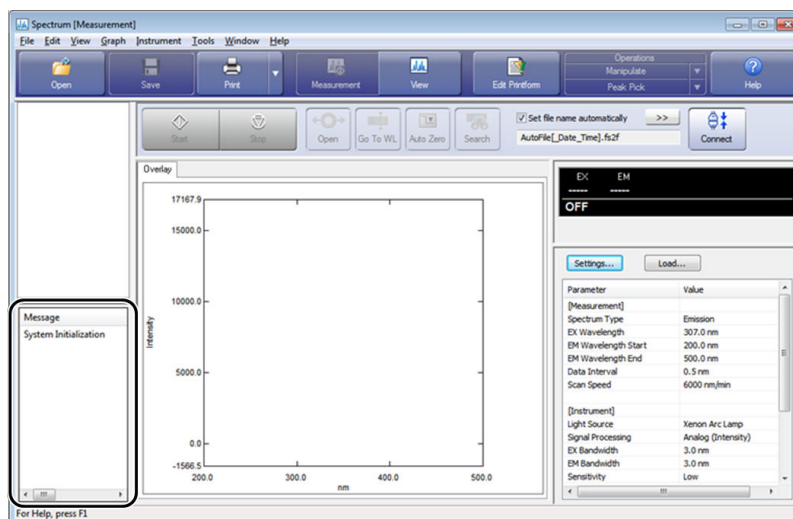 Spectrum [Measurement]
File Edit View Graph Instrument Tools Window Help
Open Save Print Measurement View Edit Printform Operations Manipulate Peak Pick Help
Start Stop Open Go To WL Auto Zero Search
Set file name automatically >>
AutoFile[_Date_Time].fs2f
Connect
Overlay
17167.9
15000.0
10000.0
5000.0
0.0
-1566.5
Intensity
200.0 300.0 400.0 500.0
nm
EX EM
----- -----
OFF
Settings... Load...
Parameter Value
[Measurement]
Spectrum Type Emission
EX Wavelength 307.0 nm
EM Wavelength Start 200.0 nm
EM Wavelength End 500.0 nm
Data Interval 0.5 nm
Scan Speed 6000 nm/min
[Instrument]
Light Source Xenon Arc Lamp
Signal Processing Analog (Intensity)
EX Bandwidth 3.0 nm
EM Bandwidth 3.0 nm
Sensitivity Low
Message
System Initialization
For Help, press F1